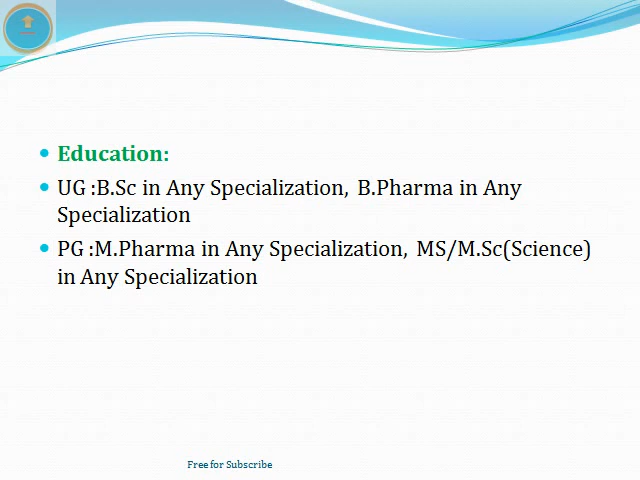 Education:
UG :B.Sc in Any Specialization, B.Pharma in Any
Specialization
PG :M.Pharma in Any Specialization, MS/M.Sc(Science)
in Any Specialization
Free for Subscribe